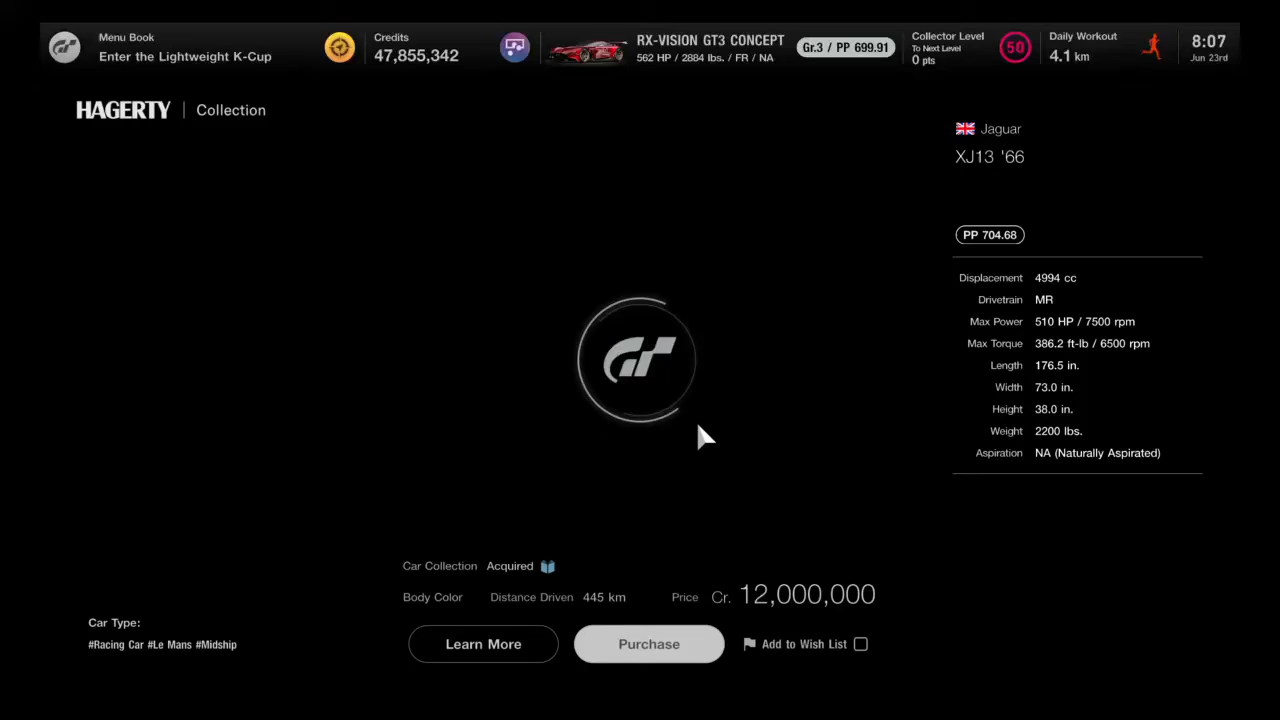 Menu Book
Enter the Lightweight K-Cup
Credits
47,855,342
RX-VISION GT3 CONCEPT
562 HP / 2884 lbs. / FR / NA
Gr.3 / PP 699.91
Collector Level
To Next Level
0 pts
50
Daily Workout
4.1 km
8:07
Jun 23rd
HAGERTY | Collection
Jaguar
XJ13 '66
PP 704.68
Displacement 4994 cc
Drivetrain MR
Max Power 510 HP / 7500 rpm
Max Torque 386.2 ft-lb / 6500 rpm
Length 176.5 in.
Width 73.0 in.
Height 38.0 in.
Weight 2200 lbs.
Aspiration NA (Naturally Aspirated)
Car Collection Acquired
Body Color Distance Driven 445 km Price Cr. 12,000,000
Car Type:
#Racing Car #Le Mans #Midship
Learn More
Purchase
Add to Wish List